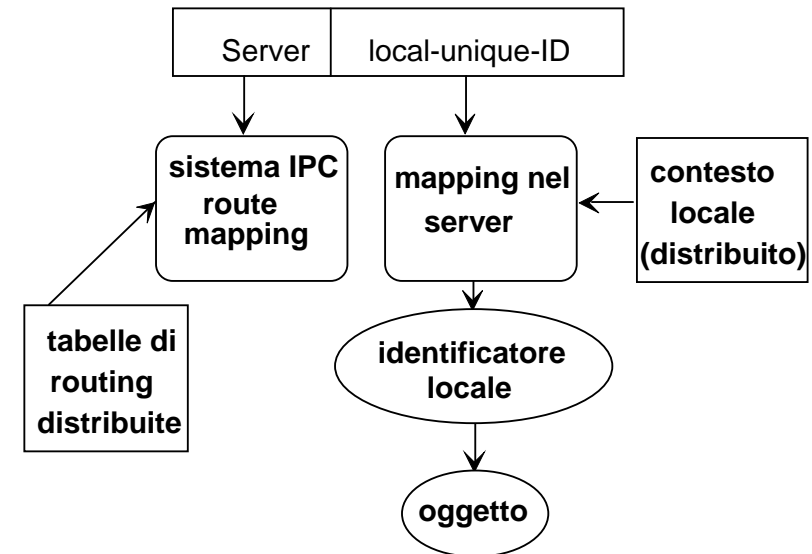 Server
local-unique-ID
sistema IPC
route
mapping
mapping nel
server
contesto
locale
(distribuito)
tabelle di
routing
distribuite
identificatore
locale
oggetto